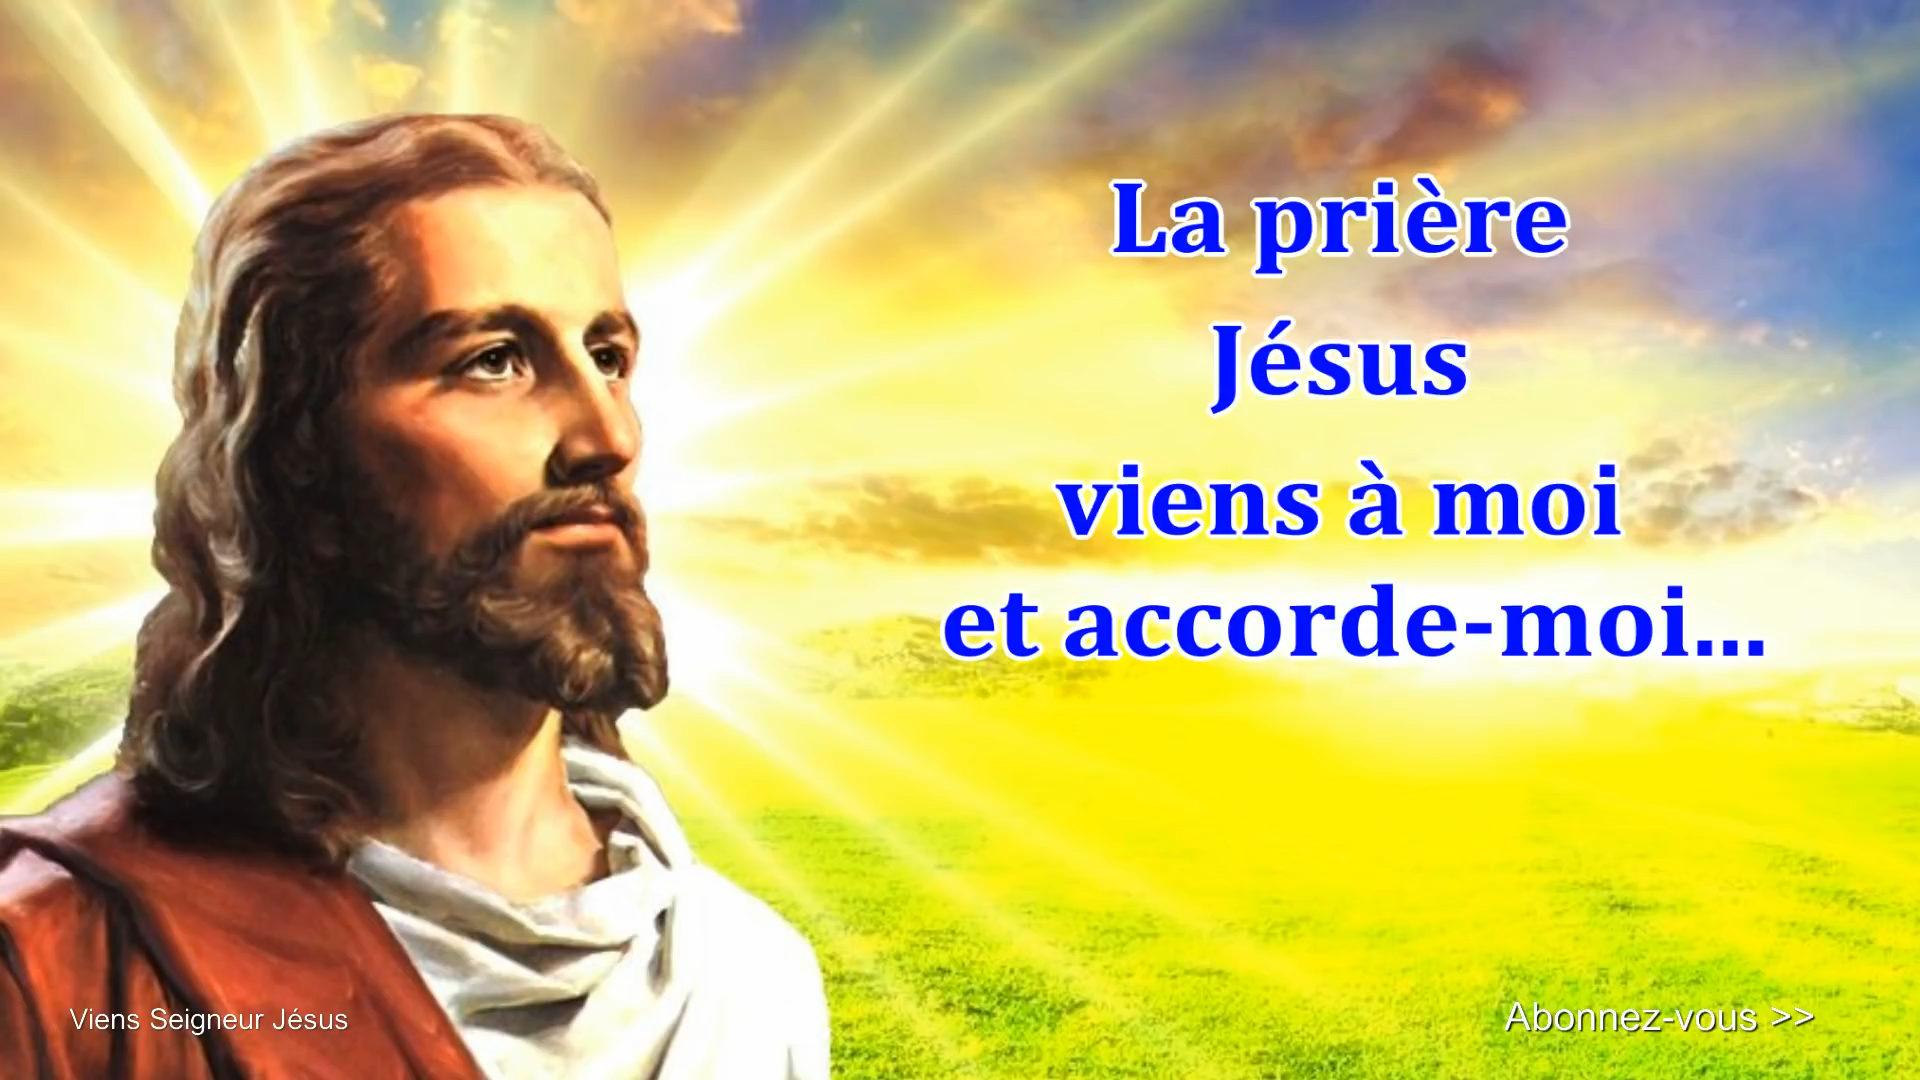 La prière
Jésus
viens à moi
et accorde-moi...
Viens Seigneur Jésus
Abonnez-vous >>